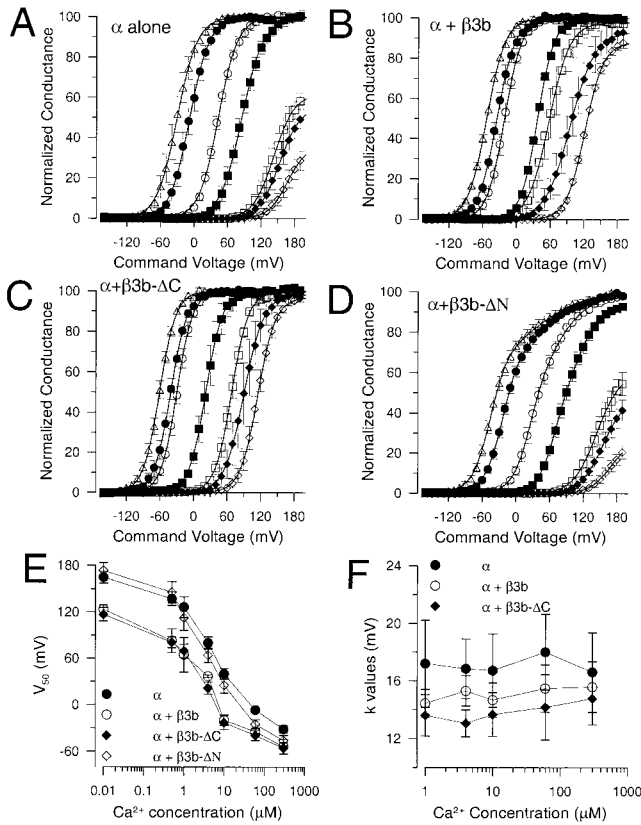 A
α alone
Normalized Conductance
100
80
60
40
20
0
-120 -60 0 60 120 180
Command Voltage (mV)
B
α + β3b
Normalized Conductance
100
80
60
40
20
0
-120 -60 0 60 120 180
Command Voltage (mV)
C
α+β3b-ΔC
Normalized Conductance
100
80
60
40
20
0
-120 -60 0 60 120 180
Command Voltage (mV)
D
α+β3b-ΔN
Normalized Conductance
100
80
60
40
20
0
-120 -60 0 60 120 180
Command Voltage (mV)
E
V50 (mV)
180
120
60
0
-60
α
α + β3b
α + β3b-ΔC
α + β3b-ΔN
0.01 0.1 1 10 100 1000
Ca2+ concentration (μM)
F
k values (mV)
24
20
16
12
α
α + β3b
α + β3b-ΔC
1 10 100 1000
Ca2+ Concentration (μM)